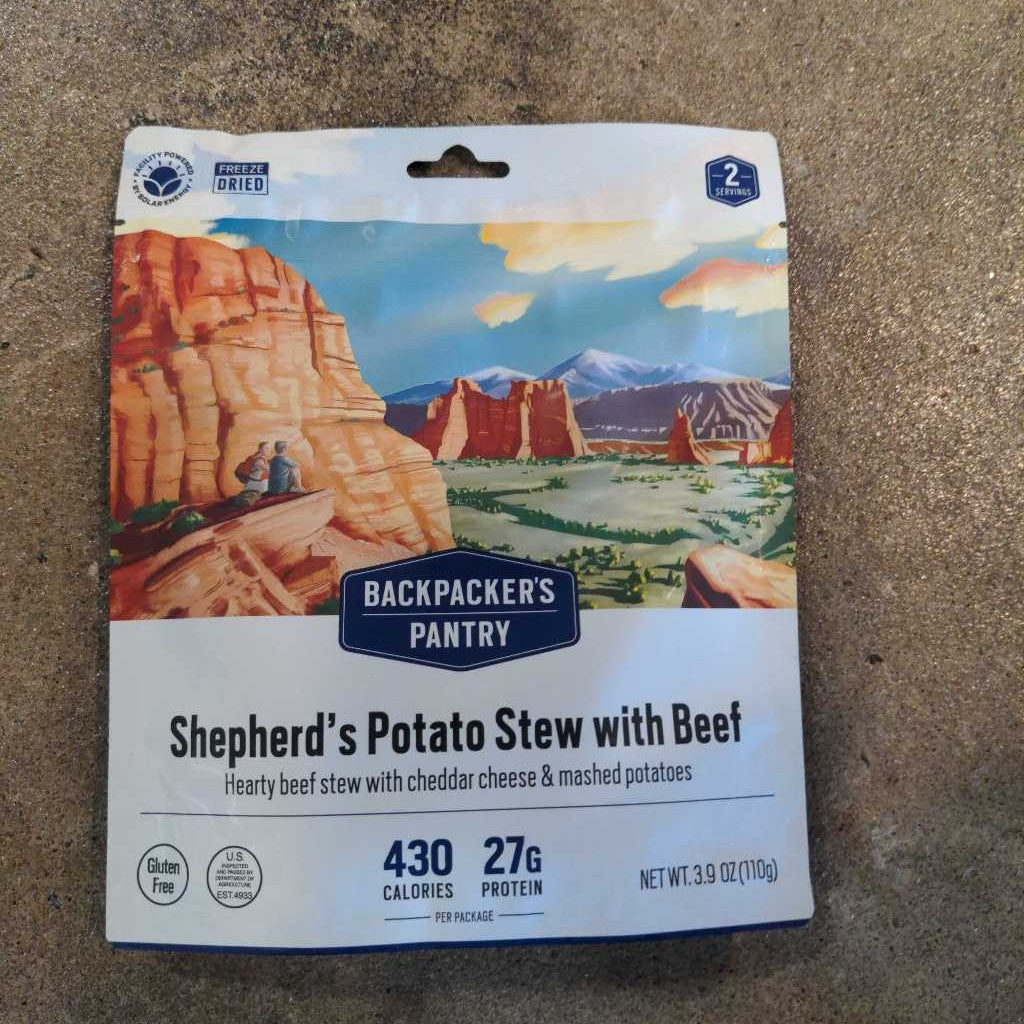 FACILITY POWERED
BY SOLAR ENERGY
FREEZE
DRIED
2
SERVINGS
BACKPACKER'S
PANTRY
Shepherd's Potato Stew with Beef
Hearty beef stew with cheddar cheese & mashed potatoes
Gluten
Free
U.S.
INSPECTED
AND PASSED BY
DEPARTMENT OF
AGRICULTURE
EST.4933
430
CALORIES
27G
PROTEIN
PER PACKAGE
NET WT. 3.9 OZ (110g)